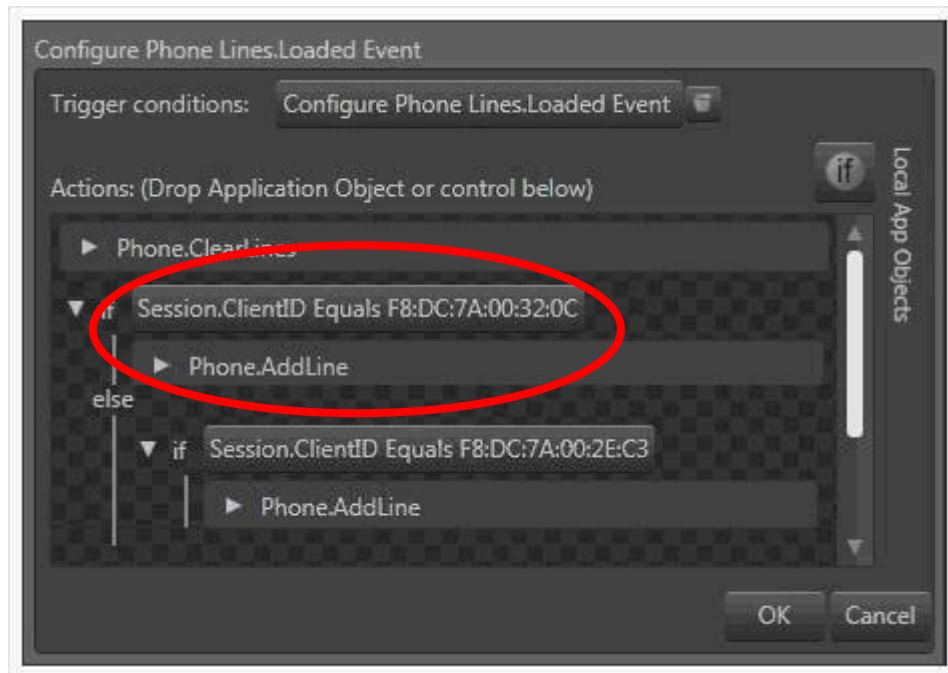 Configure Phone Lines.Loaded Event
Trigger conditions: Configure Phone Lines.Loaded Event
if
Local App Objects
Actions: (Drop Application Object or control below)
Phone.ClearLines
if Session.ClientID Equals F8:DC:7A:00:32:0C
Phone.AddLine
else
if Session.ClientID Equals F8:DC:7A:00:2E:C3
Phone.AddLine
OK Cancel